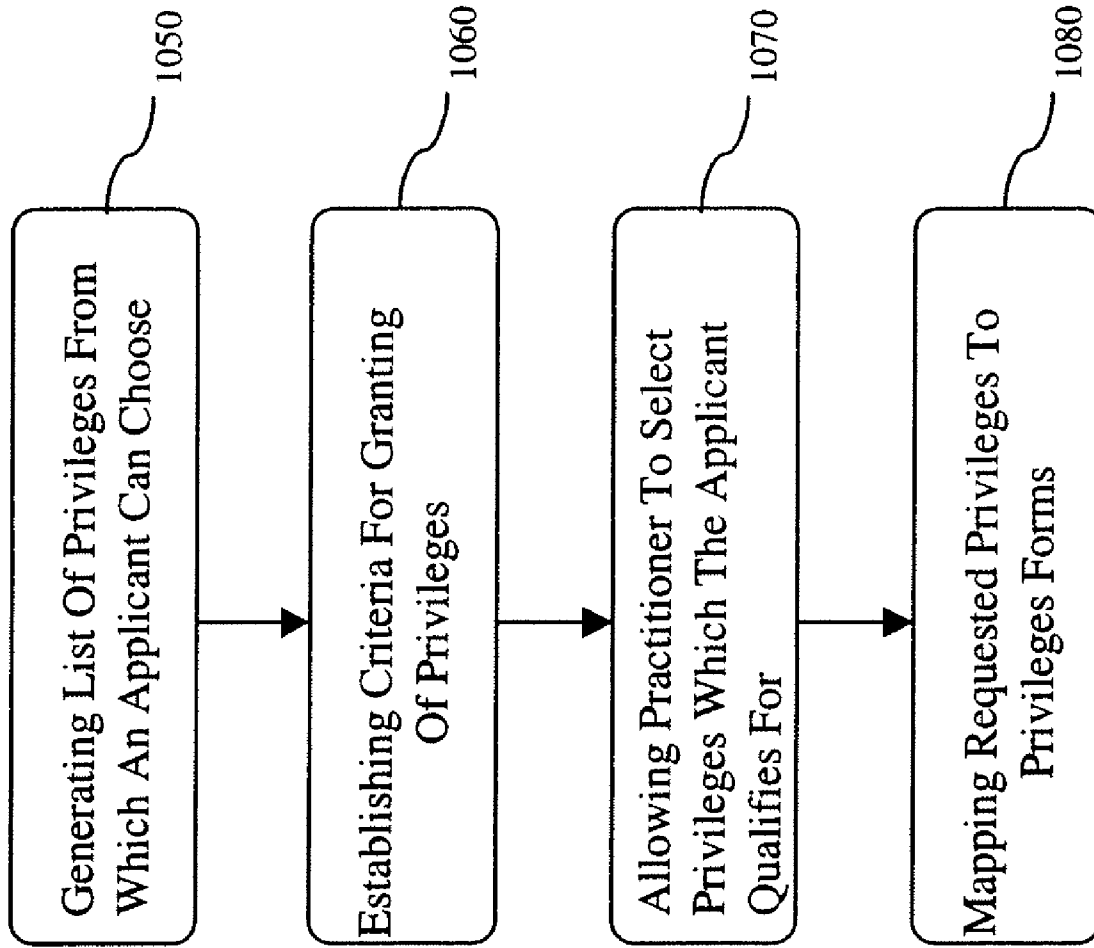 Generating List Of Privileges From
Which An Applicant Can Choose
1050
Establishing Criteria For Granting
Of Privileges
1060
Allowing Practitioner To Select
Privileges Which The Applicant
Qualifies For
1070
Mapping Requested Privileges To
Privileges Forms
1080